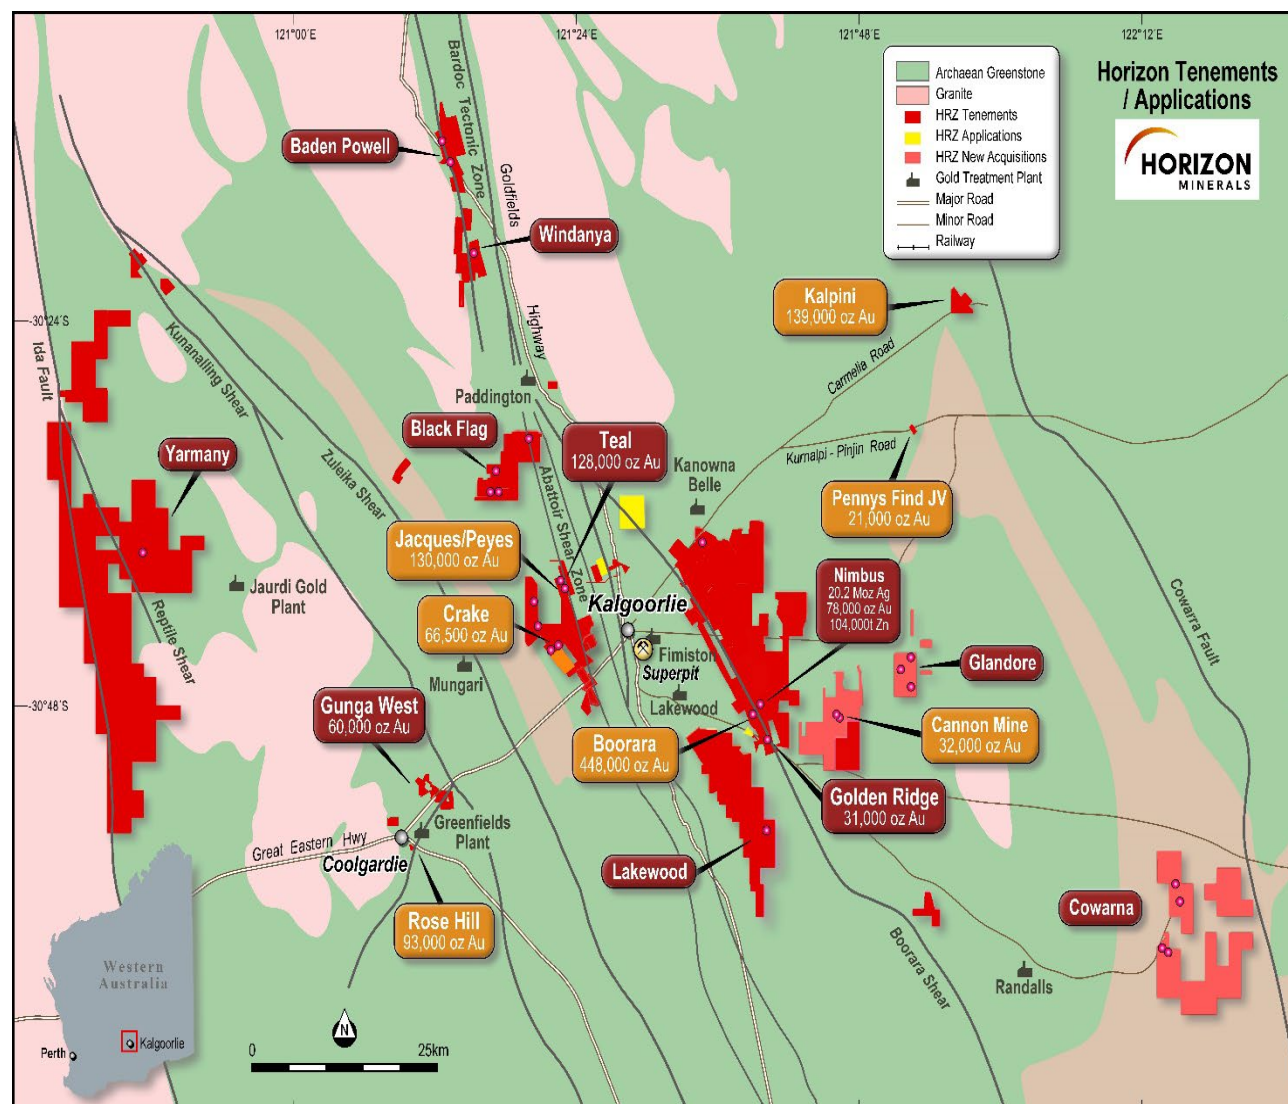 121°00´E
121°24´E
121°48´E
122°12´E
Archaean Greenstone
Granite
HRZ Tenements
HRZ Applications
HRZ New Acquisitions
Gold Treatment Plant
Major Road
Minor Road
Railway
Horizon Tenements
/ Applications
HORIZON
MINERALS
Bardoc Tectonic Zone
Goldfields
Highway
Baden Powell
Windanya
Kalpini
139,000 oz Au
-30°24´S
Ida Fault
Kunanalling Shear
Zuleika Shear
Carmelia Road
Paddington
Black Flag
Teal
128,000 oz Au
Kurnalpi - Pinjin Road
Yarmany
Abattoir Shear Zone
Kanowna
Belle
Pennys Find JV
21,000 oz Au
Jacques/Peyes
130,000 oz Au
Nimbus
20.2 Moz Ag
78,000 oz Au
104,000t Zn
Cowarra Fault
Jaurdi Gold
Plant
Reptile Shear
Crake
66,500 oz Au
Kalgoorlie
Fimiston
Superpit
Glandore
Mungari
Lakewood
-30°48´S
Gunga West
60,000 oz Au
Boorara
448,000 oz Au
Cannon Mine
32,000 oz Au
Golden Ridge
31,000 oz Au
Greenfields
Plant
Great Eastern Hwy
Coolgardie
Lakewood
Rose Hill
93,000 oz Au
Cowarna
Boorara Shear
Randalls
Western
Australia
Perth
Kalgoorlie
N
0
25km